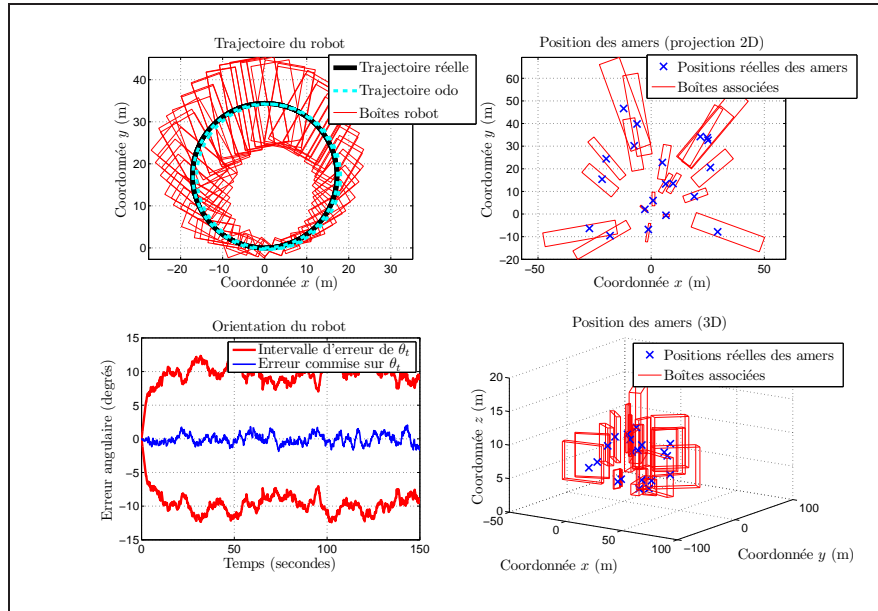 Trajectoire du robot
Trajectoire réelle
Trajectoire odo
Boîtes robot
Coordonnée y (m)
40
30
20
10
0
−20 −10 0 10 20 30
Coordonnée x (m)
Position des amers (projection 2D)
Positions réelles des amers
Boîtes associées
Coordonnée y (m)
60
50
40
30
20
10
0
−10
−20
−50 0 50
Coordonnée x (m)
Orientation du robot
Intervalle d'erreur de θt
Erreur commise sur θt
Erreur angulaire (degrés)
15
10
5
0
−5
−10
−15
0 50 100 150
Temps (secondes)
Position des amers (3D)
Positions réelles des amers
Boîtes associées
Coordonnée z (m)
20
15
10
5
0
−50 0 50 100
Coordonnée x (m)
−100 0 100
Coordonnée y (m)